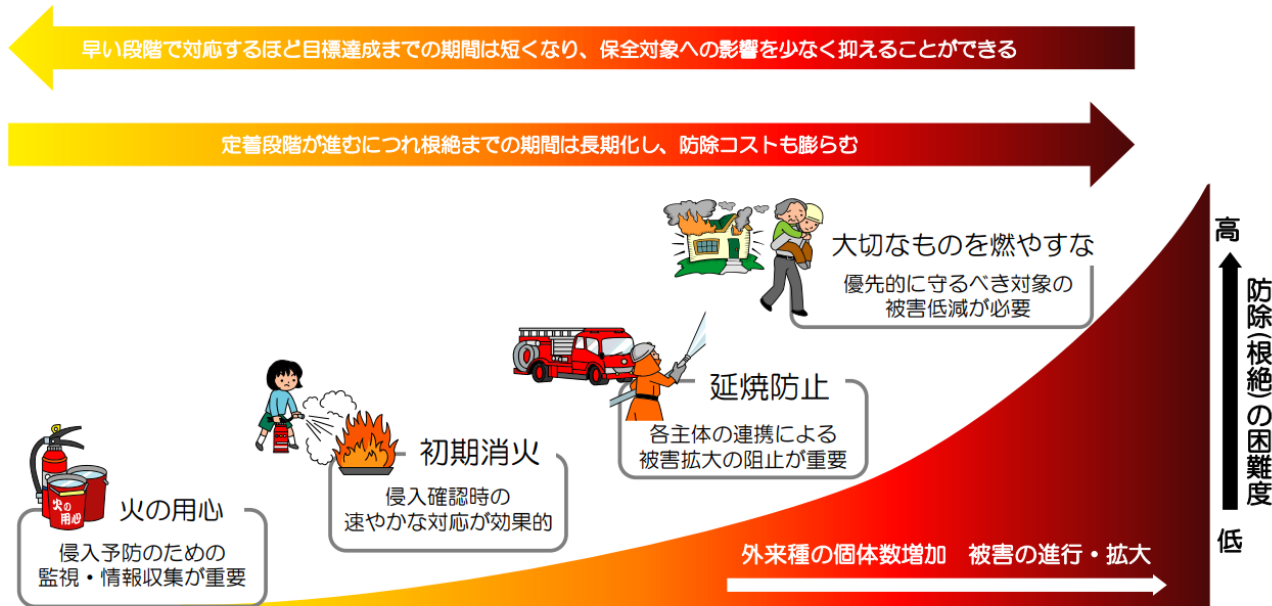 早い段階で対応するほど目標達成までの期間は短くなり、保全対象への影響を少なく抑えることができる
定着段階が進むにつれ根絶までの期間は長期化し、防除コストも膨らむ
大切なものを燃やすな
優先的に守るべき対象の
被害低減が必要
延焼防止
各主体の連携による
被害拡大の阻止が重要
初期消火
侵入確認時の
速やかな対応が効果的
火の用心
火の
用心
侵入予防のための
監視・情報収集が重要
外来種の個体数増加 被害の進行・拡大
高
防除(根絶)の困難度
低